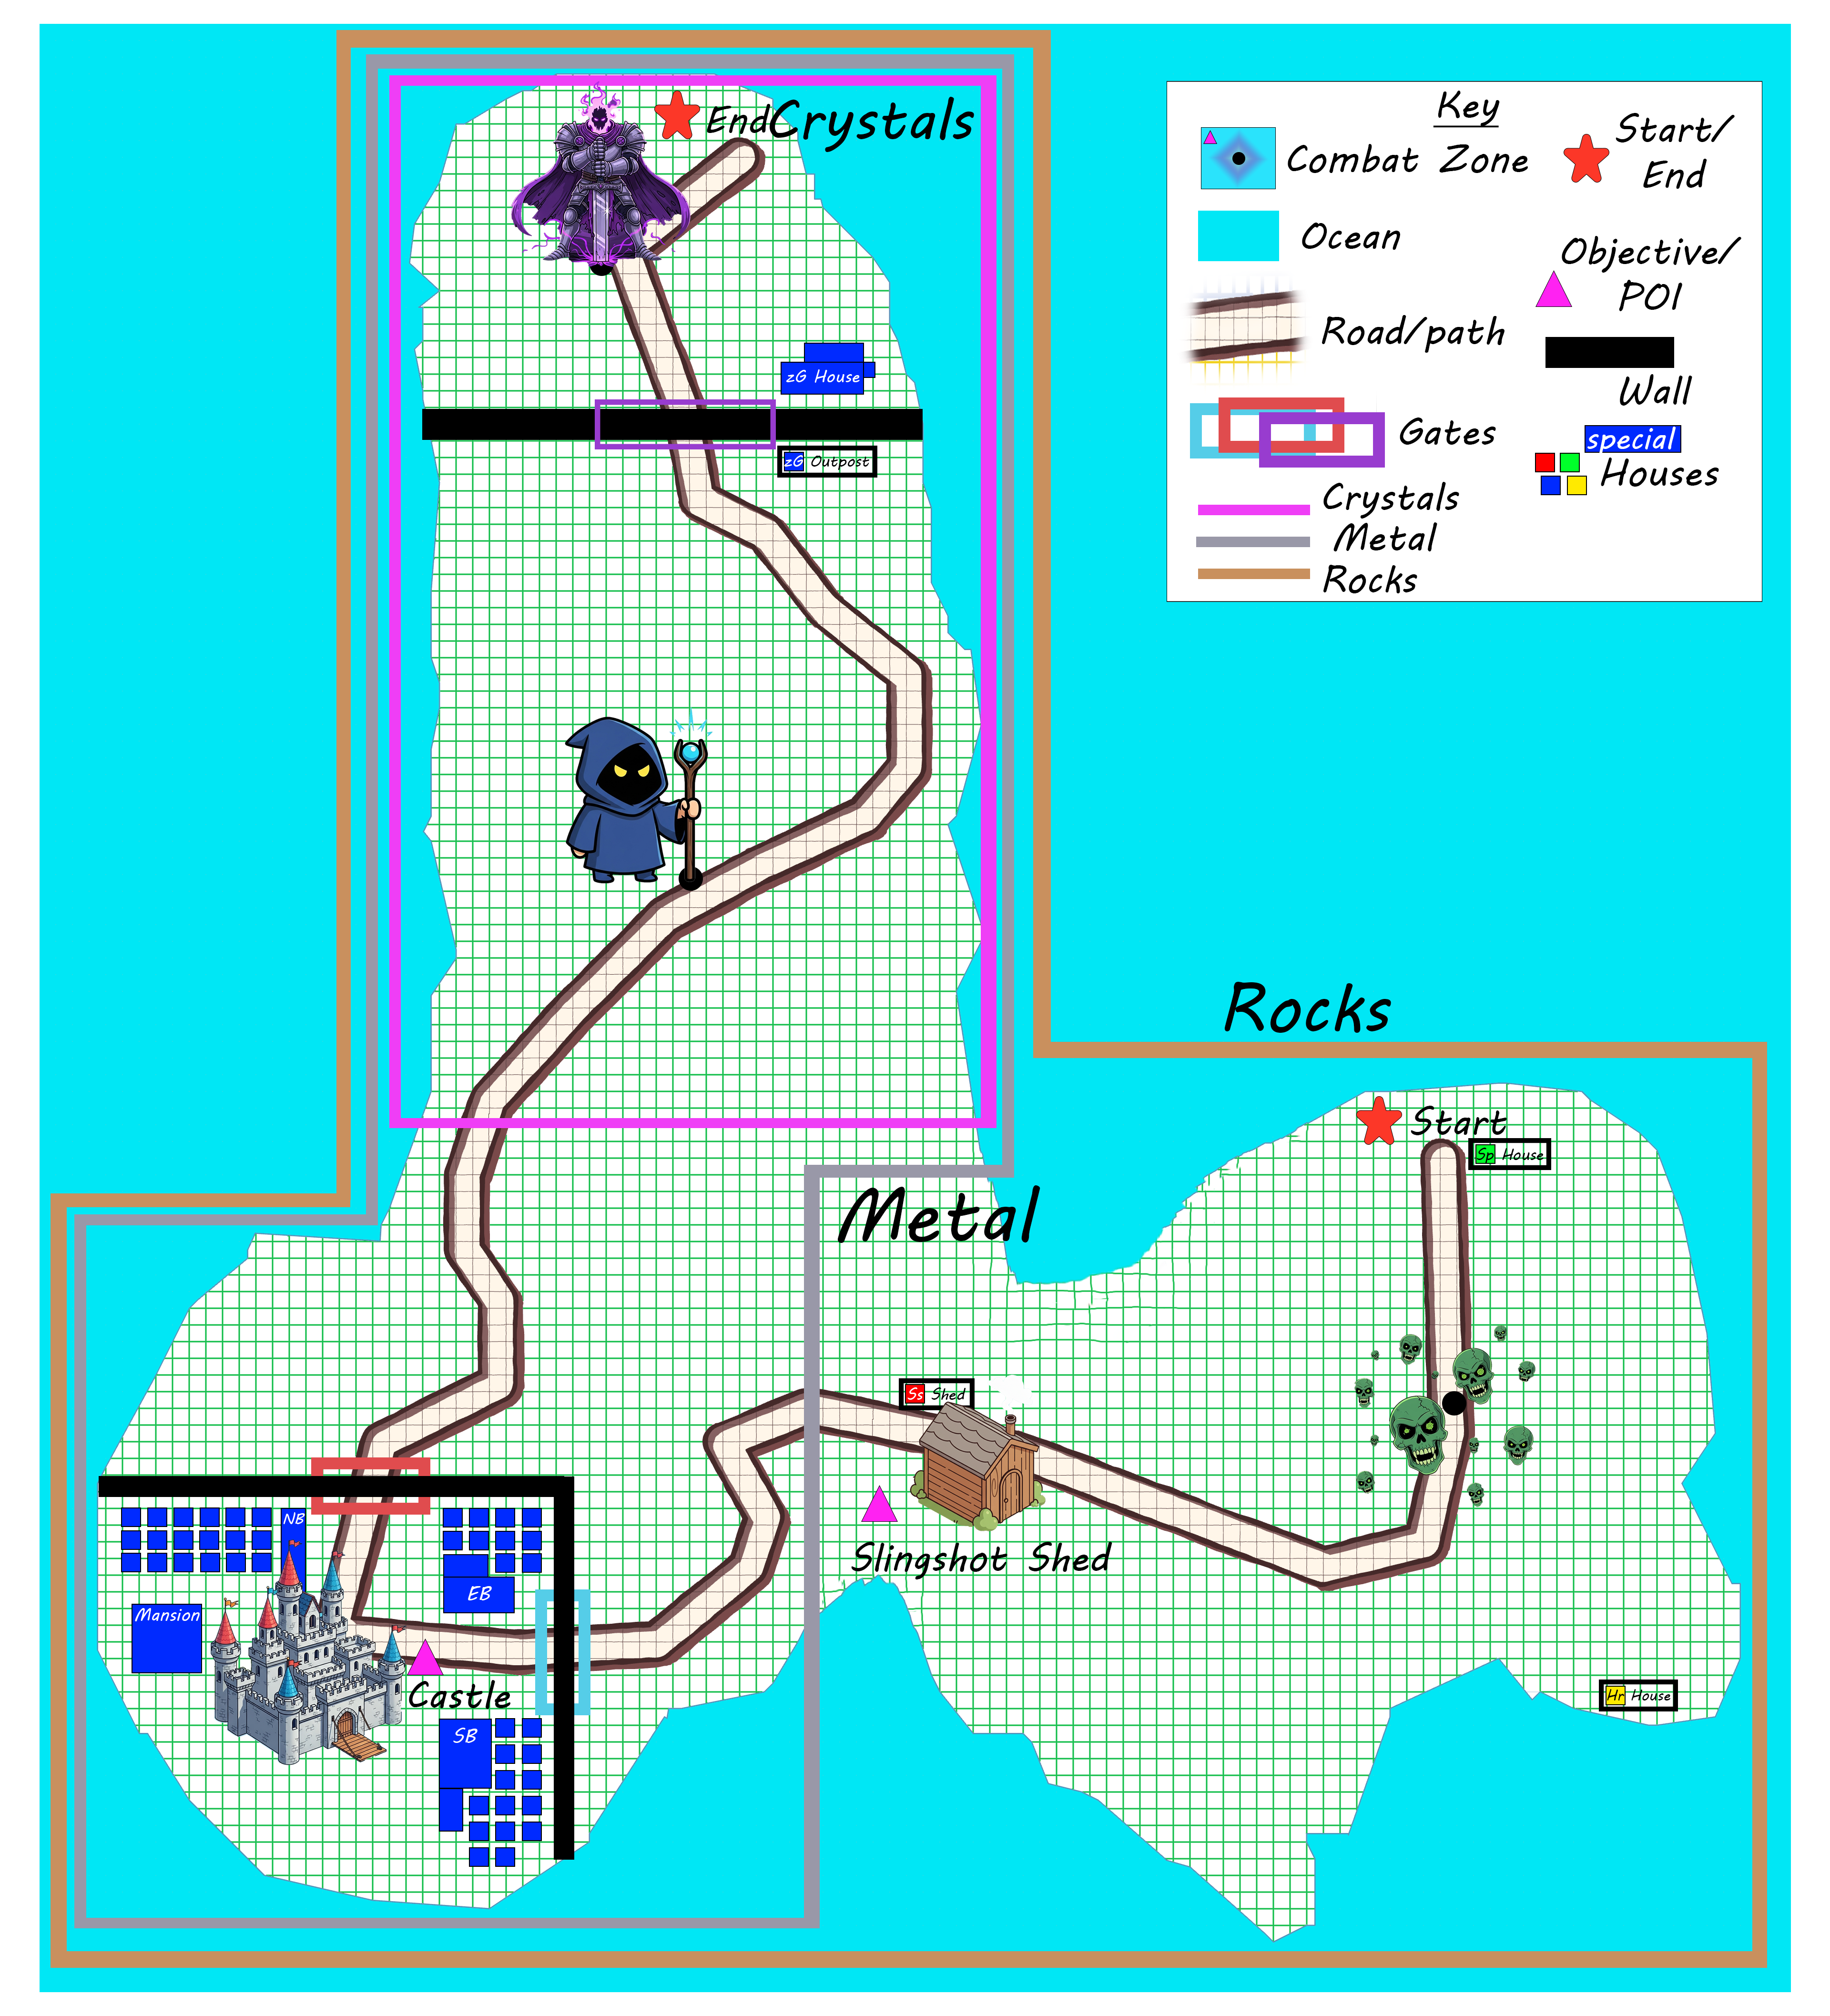 End
Crystals
Key
Combat Zone
Start/
End
Ocean
Objective/
POI
Road/path
Wall
Gates
special
Houses
Crystals
Metal
Rocks
zG House
zG Outpost
Rocks
Start
Sp House
Metal
Ss Shed
Slingshot Shed
NB
EB
Mansion
Castle
SB
Hr House